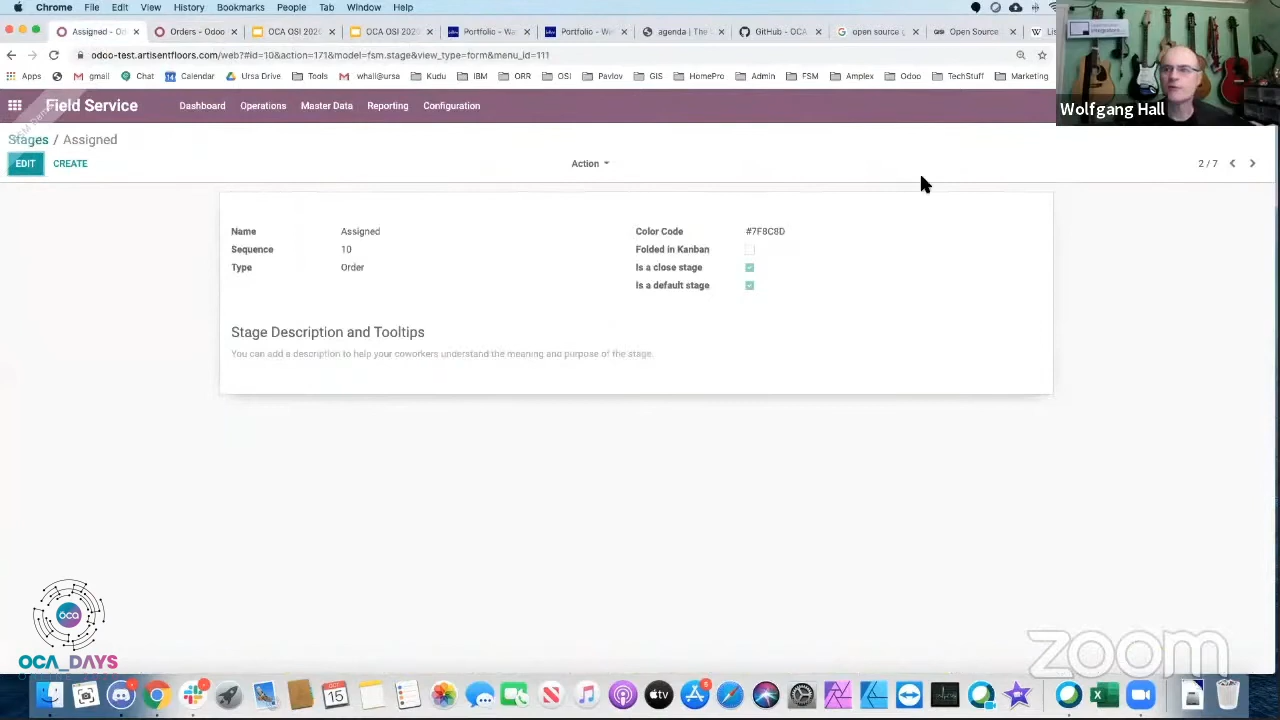 Chrome File Edit View History Bookmarks People Tab Window Help
Assigned - Od Orders - Odoo OCA OSI 202 Portfolio - Wa Portfolio - We agenda | The GitHub - OCA open source g Open Source Lis
odoo-test.artisentfloors.com/web?#id=10&action=171&model=fsm.stage&view_type=form&menu_id=111
Apps gmail Chat Calendar Ursa Drive Tools whall@ursa Kudu IBM ORR OSI Pavlov GIS HomePro Admin FSM Amplex Odoo TechStuff Marketing
Field Service Dashboard Operations Master Data Reporting Configuration
Wolfgang Hall
Stages / Assigned
EDIT CREATE Action 2 / 7
Name Assigned Color Code #7F8C8D
Sequence 10 Folded in Kanban
Type Order Is a close stage
Is a default stage
Stage Description and Tooltips
You can add a description to help your coworkers understand the meaning and purpose of the stage.
oca
OCA_DAYS
zoom
OCT
15
tv